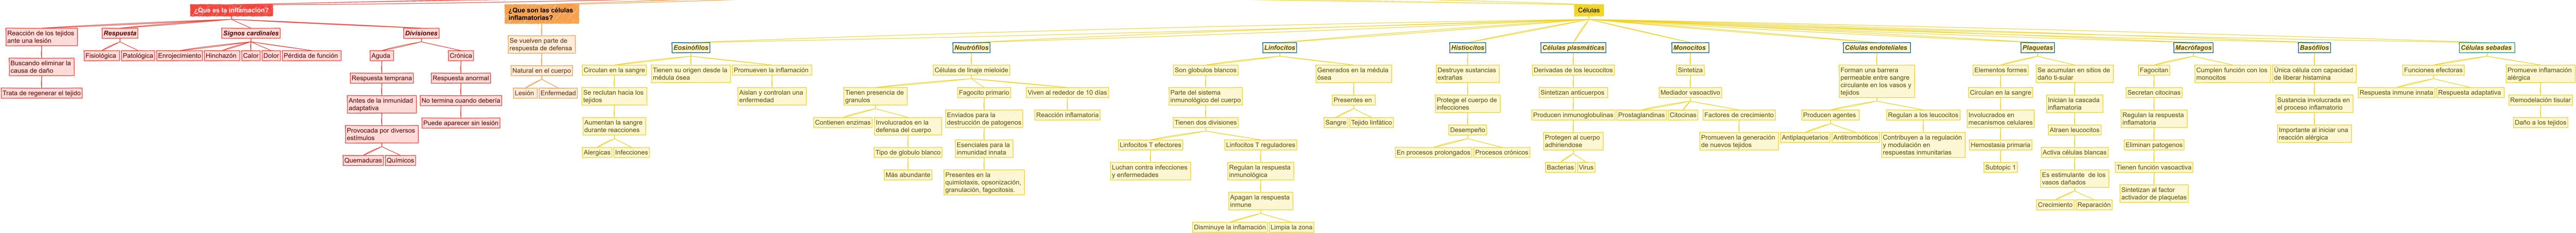 ¿Que es la inflamación?
Reacción de los tejidos
ante una lesión
Buscando eliminar la
causa de daño
Trata de regenerar el tejido
Respuesta
Fisiológica
Patológica
Signos cardinales
Enrojecimiento
Hinchazón
Calor
Dolor
Pérdida de función
Divisiones
Aguda
Respuesta temprana
Antes de la inmunidad
adaptativa
Provocada por diversos
estímulos
Quemaduras
Químicos
Crónica
Respuesta anormal
No termina cuando debería
Puede aparecer sin lesión
¿Que son las células
inflamatorias?
Se vuelven parte de
respuesta de defensa
Natural en el cuerpo
Lesión
Enfermedad
Células
Eosinófilos
Circulan en la sangre
Se reclutan hacia los
tejidos
Aumentan la sangre
durante reacciones
Alergicas
Infecciones
Tienen su origen desde la
médula ósea
Promueven la inflamación
Aislan y controlan una
enfermedad
Neutrófilos
Células de linaje mieloide
Tienen presencia de
granulos
Contienen enzimas
Involucrados en la
defensa del cuerpo
Tipo de globulo blanco
Más abundante
Fagocito primario
Enviados para la
destrucción de patogenos
Esenciales para la
inmunidad innata
Presentes en la
quimiotaxis, opsonización,
granulación, fagocitosis.
Viven al rededor de 10 días
Reacción inflamatoria
Linfocitos
Son globulos blancos
Parte del sistema
inmunológico del cuerpo
Tienen dos divisiones
Linfocitos T efectores
Luchan contra infecciones
y enfermedades
Linfocitos T reguladores
Regulan la respuesta
inmunológica
Apagan la respuesta
inmune
Disminuye la inflamación
Limpia la zona
Generados en la médula
ósea
Presentes en
Sangre
Tejido linfático
Histiocitos
Destruye sustancias
extrañas
Protege el cuerpo de
infecciones
Desempeño
En procesos prolongados
Procesos crónicos
Células plasmáticas
Derivadas de los leucocitos
Sintetizan anticuerpos
Producen inmunoglobulinas
Protegen al cuerpo
adhiriendose
Bacterias
Virus
Monocitos
Sintetiza
Mediador vasoactivo
Prostaglandinas
Citocinas
Factores de crecimiento
Promueven la generación
de nuevos tejidos
Células endoteliales
Forman una barrera
permeable entre sangre
circulante en los vasos y
tejidos
Producen agentes
Antiplaquetarios
Antitrombóticos
Regulan a los leucocitos
Contribuyen a la regulación
y modulación en
respuestas inmunitarias
Plaquetas
Elementos formes
Circulan en la sangre
Involucrados en
mecanismos celulares
Hemostasia primaria
Subtopic 1
Se acumulan en sitios de
daño ti-sular
Inician la cascada
inflamatoria
Atraen leucocitos
Activa células blancas
Es estimulante de los
vasos dañados
Crecimiento
Reparación
Macrófagos
Fagocitan
Secretan citocinas
Regulan la respuesta
inflamatoria
Eliminan patogenos
Tienen función vasoactiva
Sintetizan al factor
activador de plaquetas
Cumplen función con los
monocitos
Basófilos
Única célula con capacidad
de liberar histamina
Sustancia involucrada en
el proceso inflamatorio
Importante al iniciar una
reacción alérgica
Células sebadas
Funciones efectoras
Respuesta inmune innata
Respuesta adaptativa
Promueve inflamación
alérgica
Remodelación tisular
Daño a los tejidos